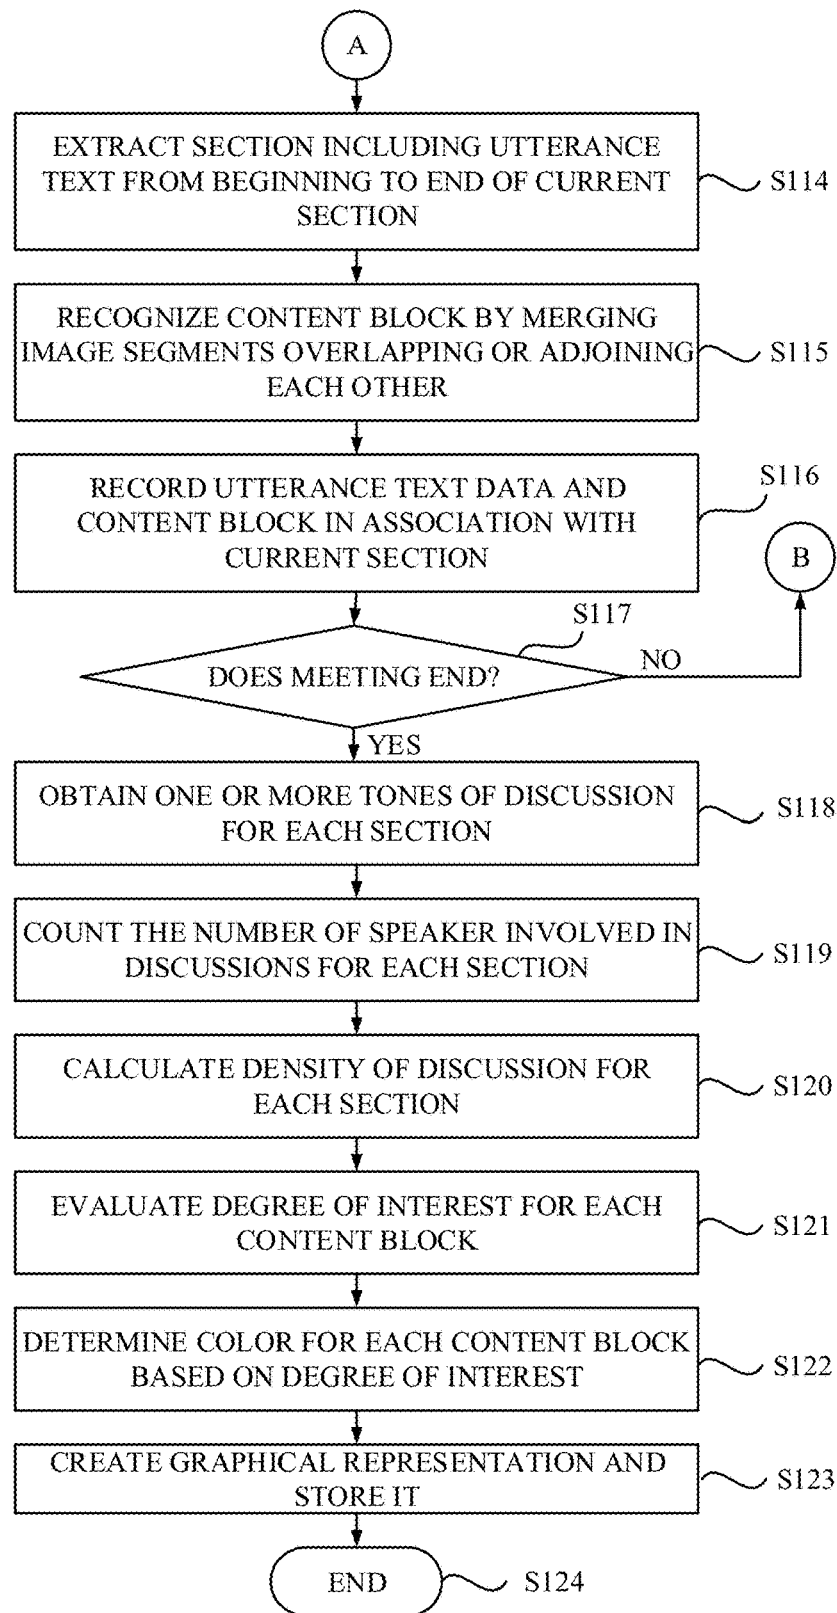 A
EXTRACT SECTION INCLUDING UTTERANCE
TEXT FROM BEGINNING TO END OF CURRENT
SECTION
S114
RECOGNIZE CONTENT BLOCK BY MERGING
IMAGE SEGMENTS OVERLAPPING OR ADJOINING
EACH OTHER
S115
RECORD UTTERANCE TEXT DATA AND
CONTENT BLOCK IN ASSOCIATION WITH
CURRENT SECTION
S116
B
S117
DOES MEETING END?
NO
YES
OBTAIN ONE OR MORE TONES OF DISCUSSION
FOR EACH SECTION
S118
COUNT THE NUMBER OF SPEAKER INVOLVED IN
DISCUSSIONS FOR EACH SECTION
S119
CALCULATE DENSITY OF DISCUSSION FOR
EACH SECTION
S120
EVALUATE DEGREE OF INTEREST FOR EACH
CONTENT BLOCK
S121
DETERMINE COLOR FOR EACH CONTENT BLOCK
BASED ON DEGREE OF INTEREST
S122
CREATE GRAPHICAL REPRESENTATION AND
STORE IT
S123
END
S124